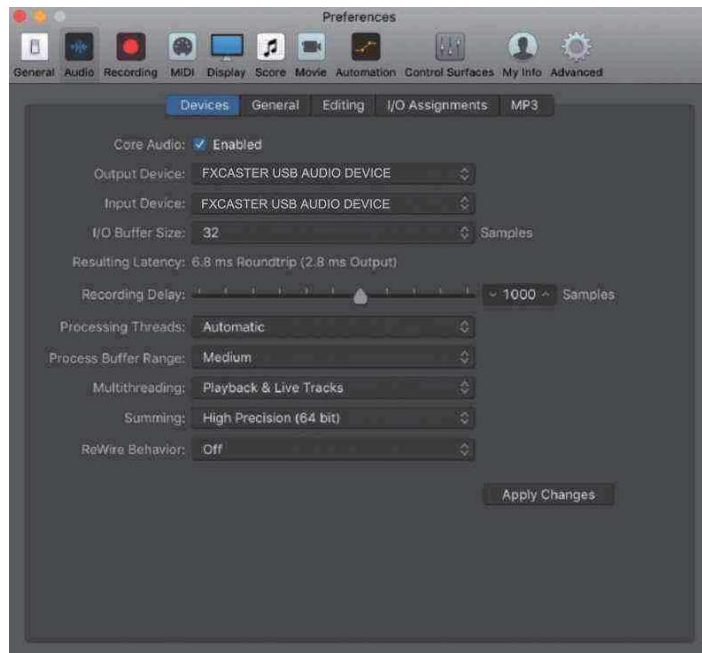 Preferences
General Audio Recording MIDI Display Score Movie Automation Control Surfaces My Info Advanced
Devices General Editing I/O Assignments MP3
Core Audio: Enabled
Output Device: FXCASTER USB AUDIO DEVICE
Input Device: FXCASTER USB AUDIO DEVICE
I/O Buffer Size: 32 Samples
Resulting Latency: 6.8 ms Roundtrip (2.8 ms Output)
Recording Delay: 1000 Samples
Processing Threads: Automatic
Process Buffer Range: Medium
Multithreading: Playback & Live Tracks
Summing: High Precision (64 bit)
ReWire Behavior: Off
Apply Changes